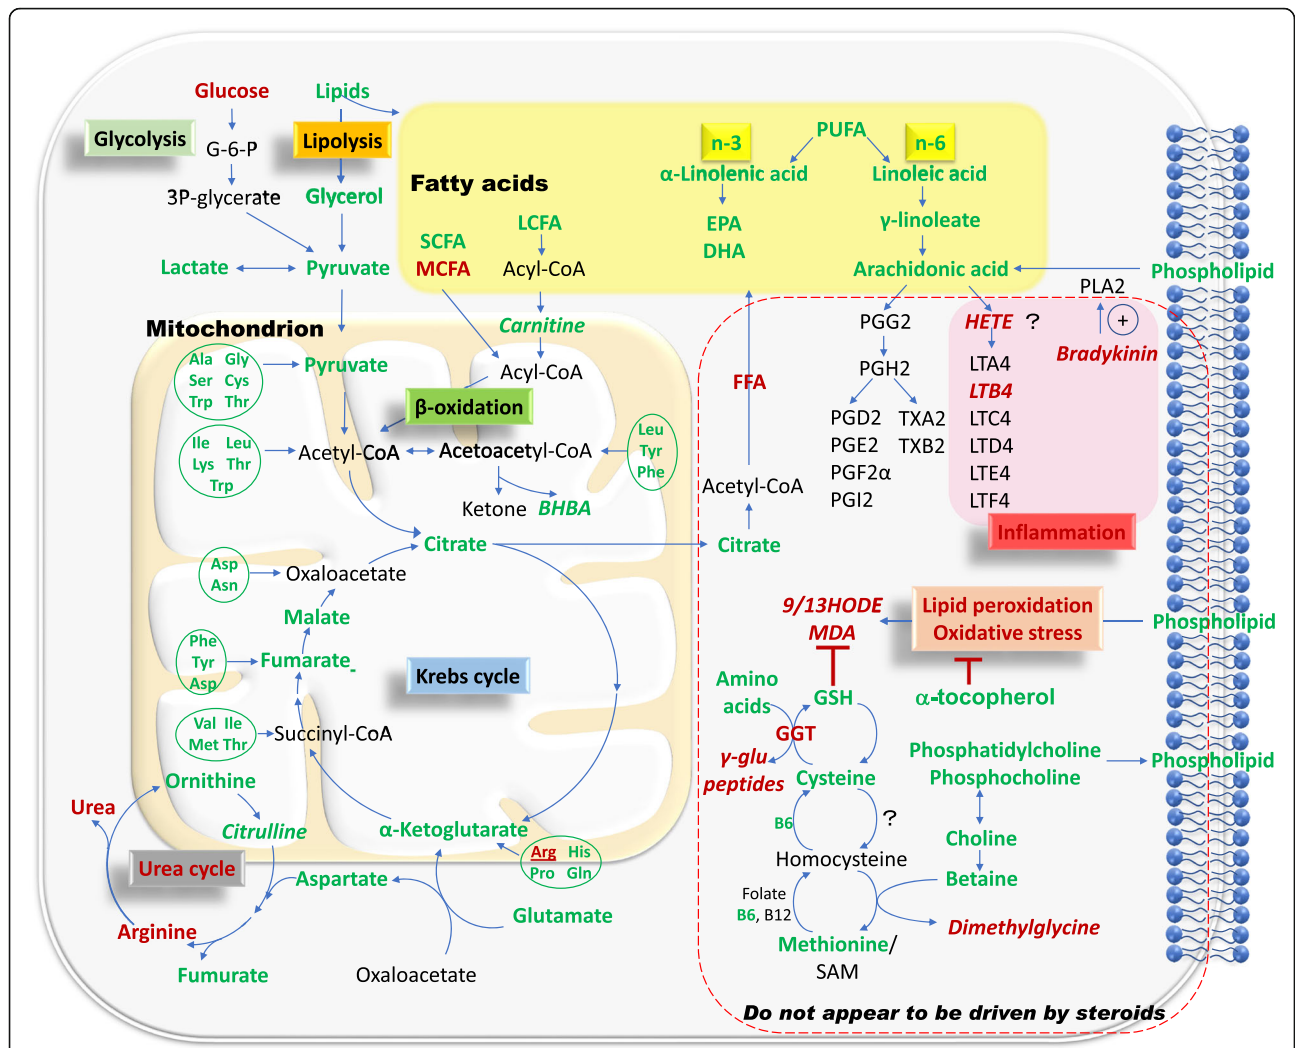 Glucose
Lipids
Glycolysis
Lipolysis
G-6-P
3P-glycerate
Glycerol
Lactate
Pyruvate
Fatty acids
SCFA
MCFA
LCFA
Acyl-CoA
Carnitine
PUFA
n-3
n-6
α-Linolenic acid
Linoleic acid
EPA
DHA
γ-linoleate
Arachidonic acid
Phospholipid
PLA2
+
Bradykinin
PGG2
PGH2
PGD2
PGE2
PGF2α
PGI2
TXA2
TXB2
HETE ?
LTA4
LTB4
LTC4
LTD4
LTE4
LTF4
Inflammation
FFA
Acetyl-CoA
Citrate
Mitochondrion
Ala Gly
Ser Cys
Trp Thr
Pyruvate
Acyl-CoA
β-oxidation
Ile Leu
Lys Thr
Trp
Acetyl-CoA
Acetoacetyl-CoA
Leu
Tyr
Phe
Ketone
BHBA
Citrate
Asp
Asn
Oxaloacetate
Malate
Phe
Tyr
Asp
Fumarate
Krebs cycle
Val Ile
Met Thr
Succinyl-CoA
Ornithine
Urea
Citrulline
α-Ketoglutarate
Arg His
Pro Gln
Urea cycle
Aspartate
Glutamate
Arginine
Fumurate
Oxaloacetate
9/13HODE
MDA
Lipid peroxidation
Oxidative stress
Phospholipid
α-tocopherol
Amino
acids
GSH
GGT
γ-glu
peptides
Cysteine
B6
?
Homocysteine
Folate
B6, B12
Methionine/
SAM
Phosphatidylcholine
Phosphocholine
Phospholipid
Choline
Betaine
Dimethylglycine
Do not appear to be driven by steroids